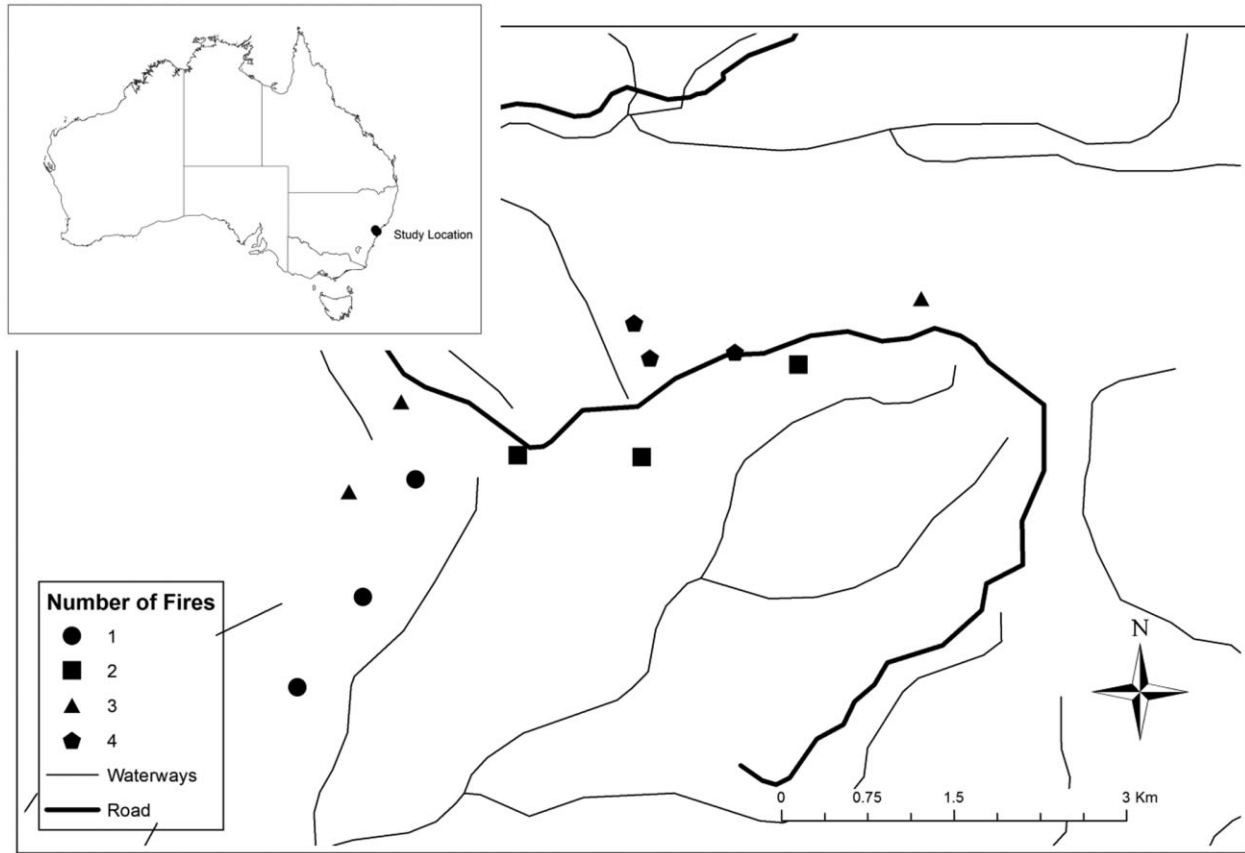 Study Location
Number of Fires
1
2
3
4
Waterways
Road
N
0 0.75 1.5 3 Km